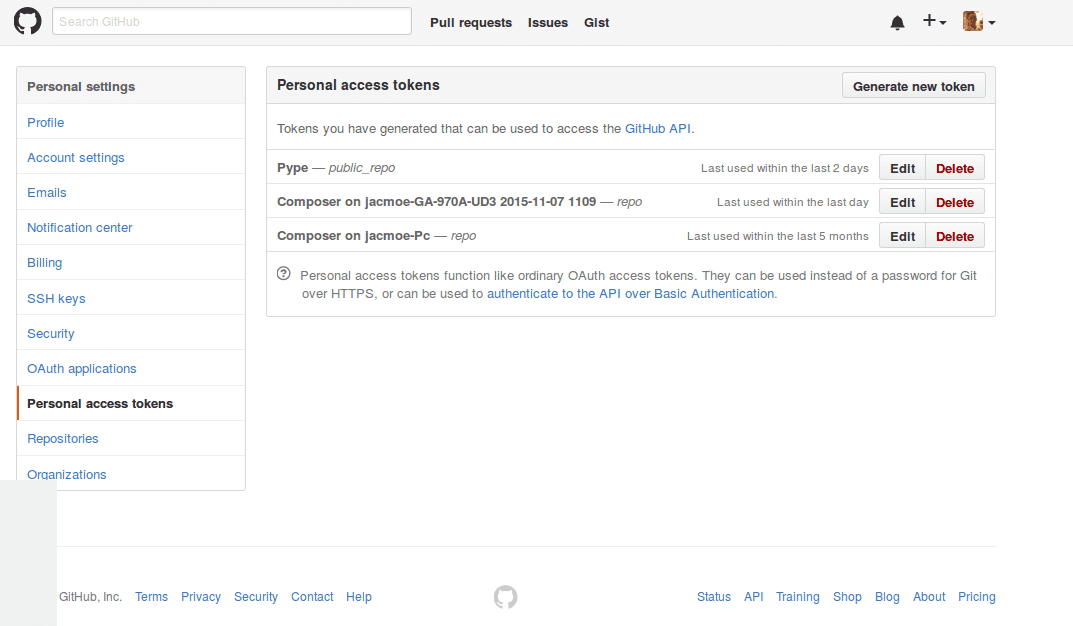 Search GitHub
Pull requests Issues Gist
Personal settings
Profile
Account settings
Emails
Notification center
Billing
SSH keys
Security
OAuth applications
Personal access tokens
Repositories
Organizations
Personal access tokens
Generate new token
Tokens you have generated that can be used to access the GitHub API.
Pype — public_repo Last used within the last 2 days Edit Delete
Composer on jacmoe-GA-970A-UD3 2015-11-07 1109 — repo Last used within the last day Edit Delete
Composer on jacmoe-Pc — repo Last used within the last 5 months Edit Delete
Personal access tokens function like ordinary OAuth access tokens. They can be used instead of a password for Git
over HTTPS, or can be used to authenticate to the API over Basic Authentication.
GitHub, Inc. Terms Privacy Security Contact Help
Status API Training Shop Blog About Pricing